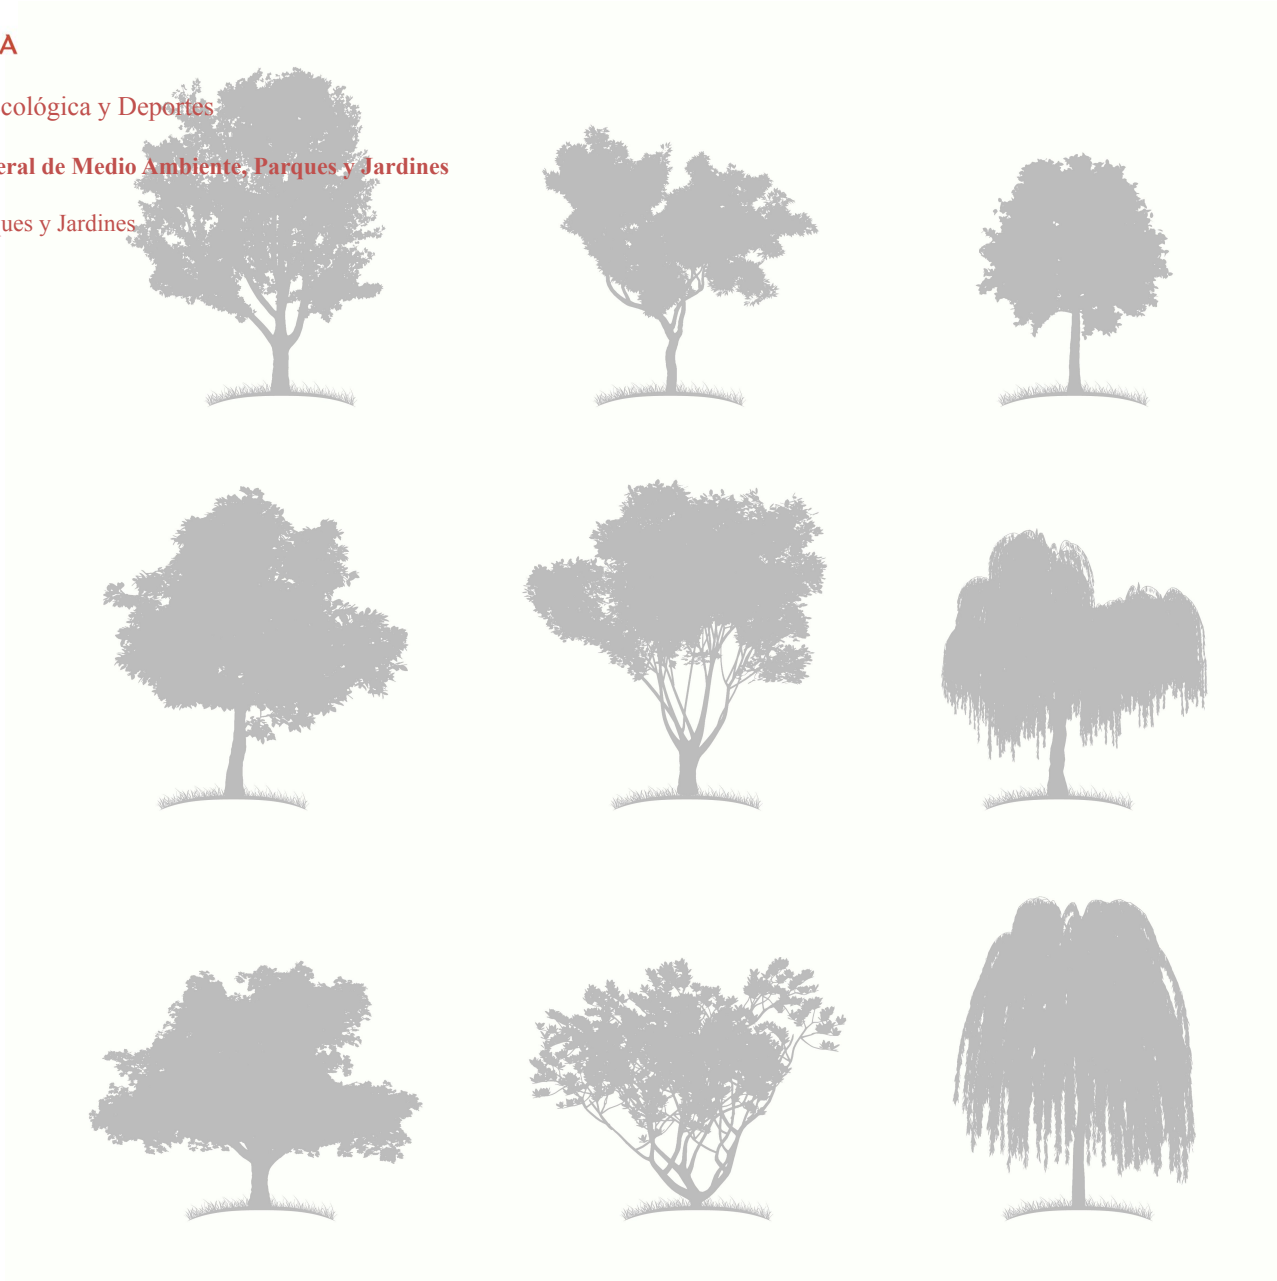 A
cológica y Deportes
eral de Medio Ambiente, Parques y Jardines
ues y Jardines